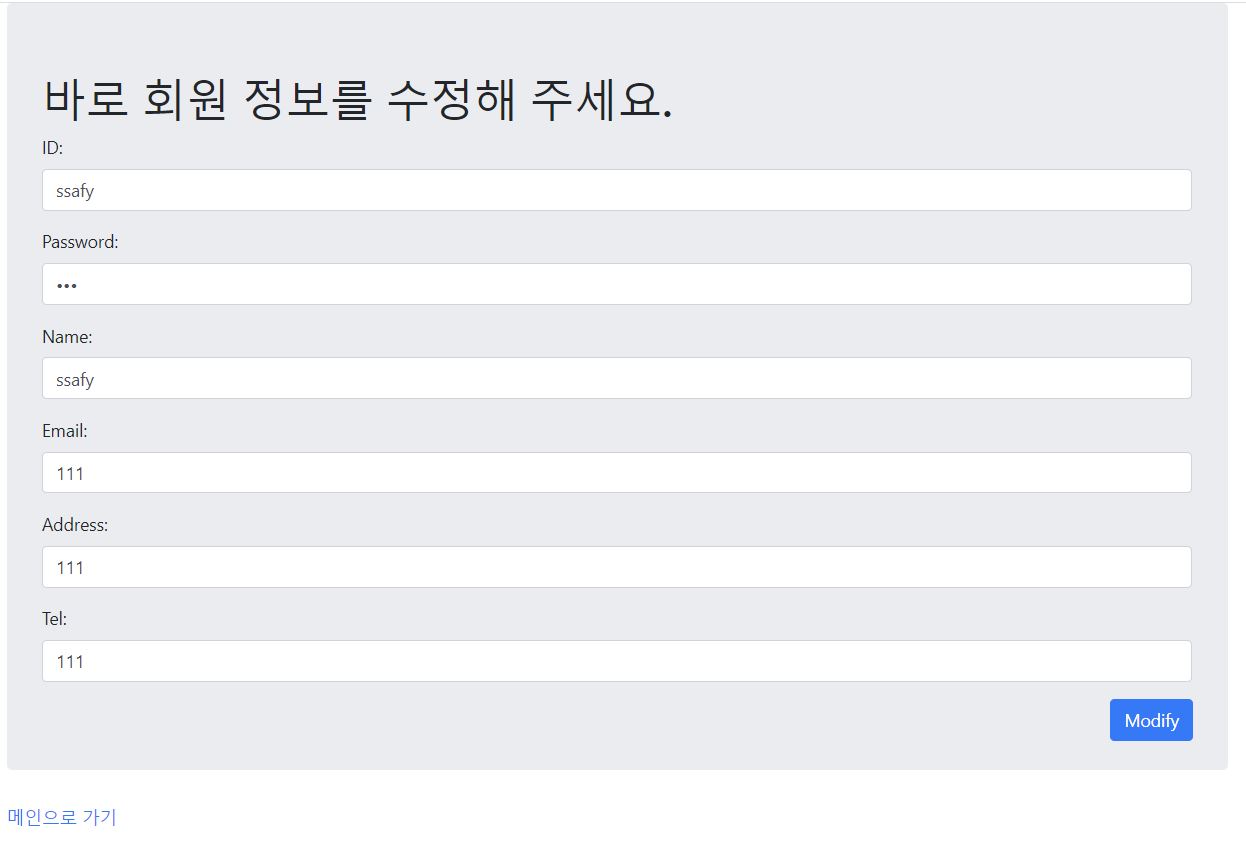 바로 회원 정보를 수정해 주세요.
ID:
ssafy
Password:
•••
Name:
ssafy
Email:
111
Address:
111
Tel:
111
Modify
메인으로 가기